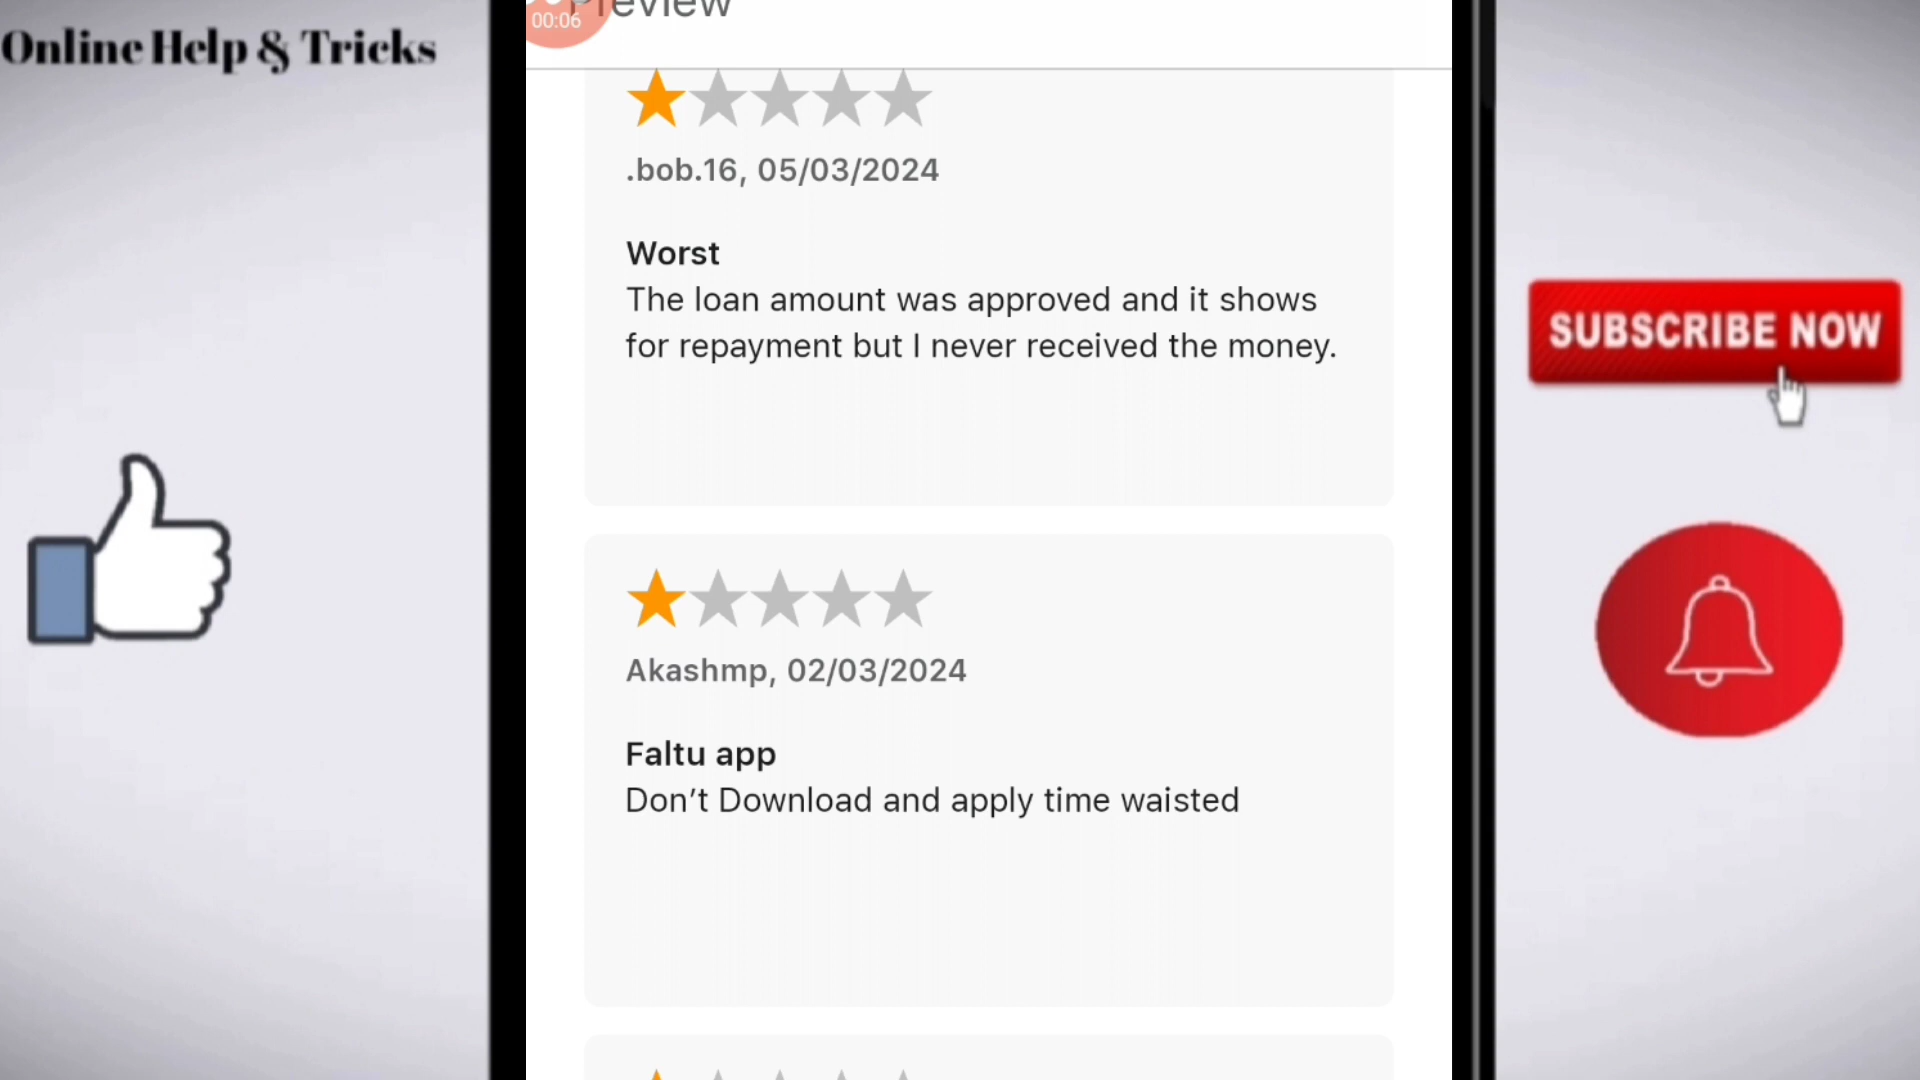 Online Help & Tricks
00:06
Preview
.bob.16, 05/03/2024
Worst
The loan amount was approved and it shows
for repayment but I never received the money.
SUBSCRIBE NOW
Akashmp, 02/03/2024
Faltu app
Don’t Download and apply time waisted